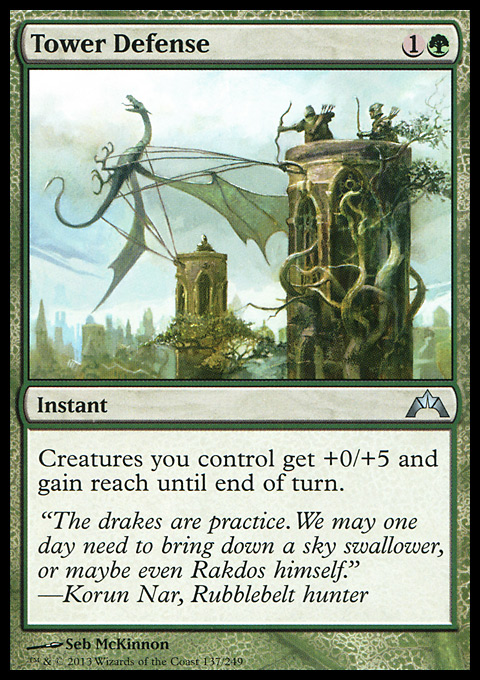 Tower Defense 1
Instant
Creatures you control get +0/+5 and
gain reach until end of turn.
“The drakes are practice. We may one
day need to bring down a sky swallower,
or maybe even Rakdos himself.”
—Korun Nar, Rubblebelt hunter
Seb McKinnon
™ & © 2013 Wizards of the Coast 137/249